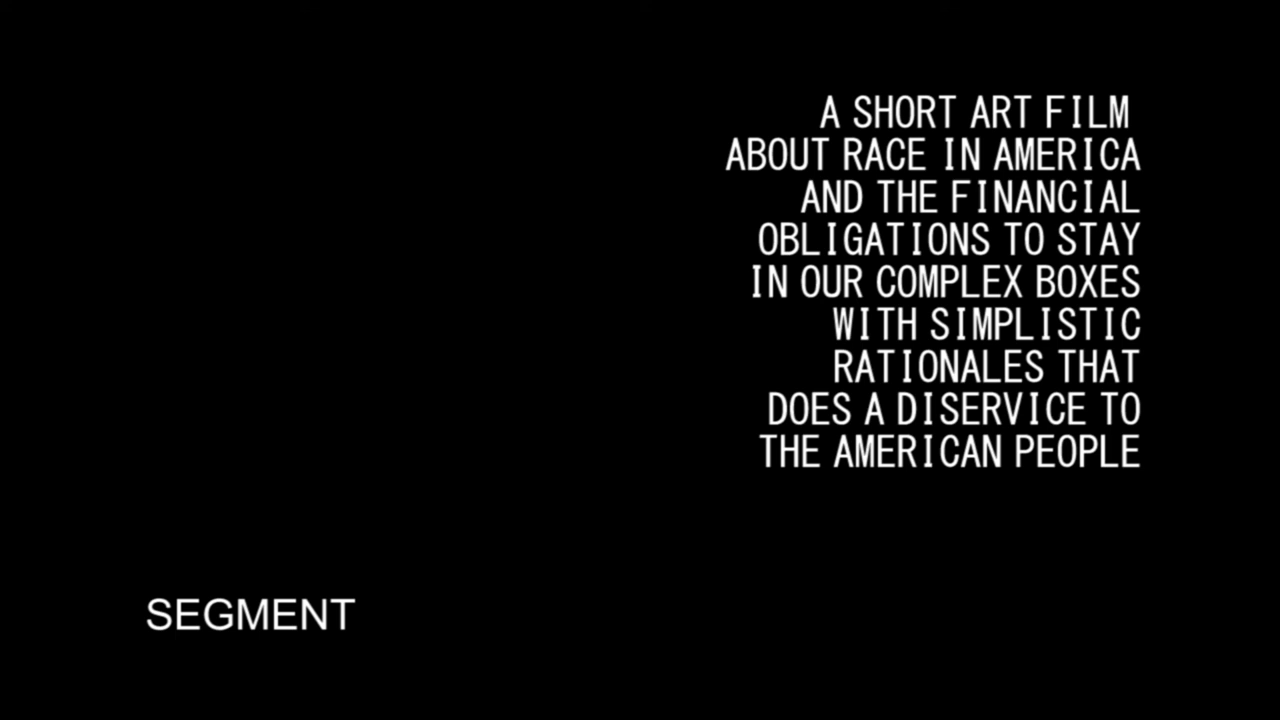 A SHORT ART FILM
ABOUT RACE IN AMERICA
AND THE FINANCIAL
OBLIGATIONS TO STAY
IN OUR COMPLEX BOXES
WITH SIMPLISTIC
RATIONALES THAT
DOES A DISERVICE TO
THE AMERICAN PEOPLE
SEGMENT